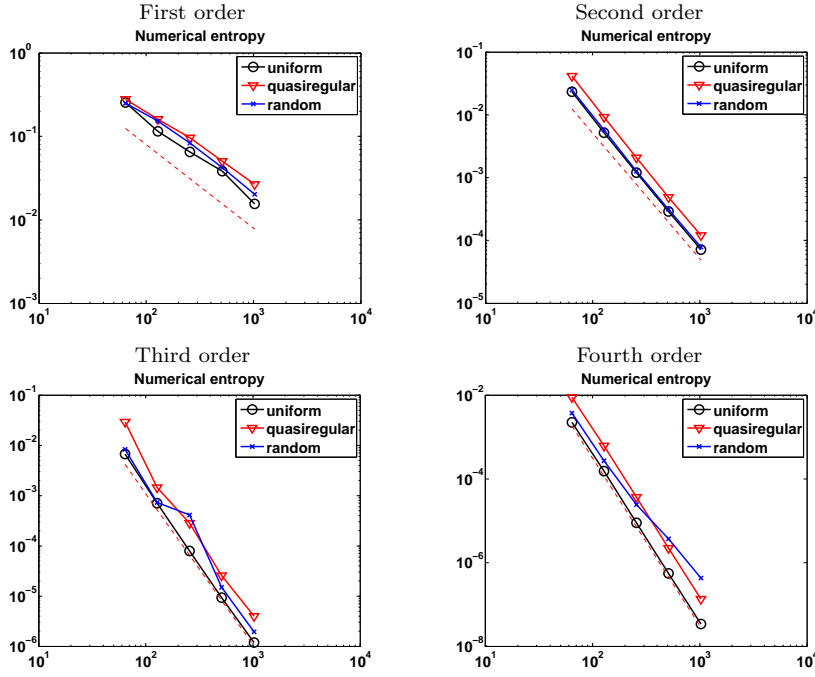 First order
Numerical entropy
10^0
10^-1
10^-2
10^-3
10^1
10^2
10^3
10^4
uniform
quasiregular
random
Second order
Numerical entropy
10^-1
10^-2
10^-3
10^-4
10^-5
10^1
10^2
10^3
10^4
uniform
quasiregular
random
Third order
Numerical entropy
10^-1
10^-2
10^-3
10^-4
10^-5
10^-6
10^1
10^2
10^3
10^4
uniform
quasiregular
random
Fourth order
Numerical entropy
10^-2
10^-4
10^-6
10^-8
10^1
10^2
10^3
10^4
uniform
quasiregular
random